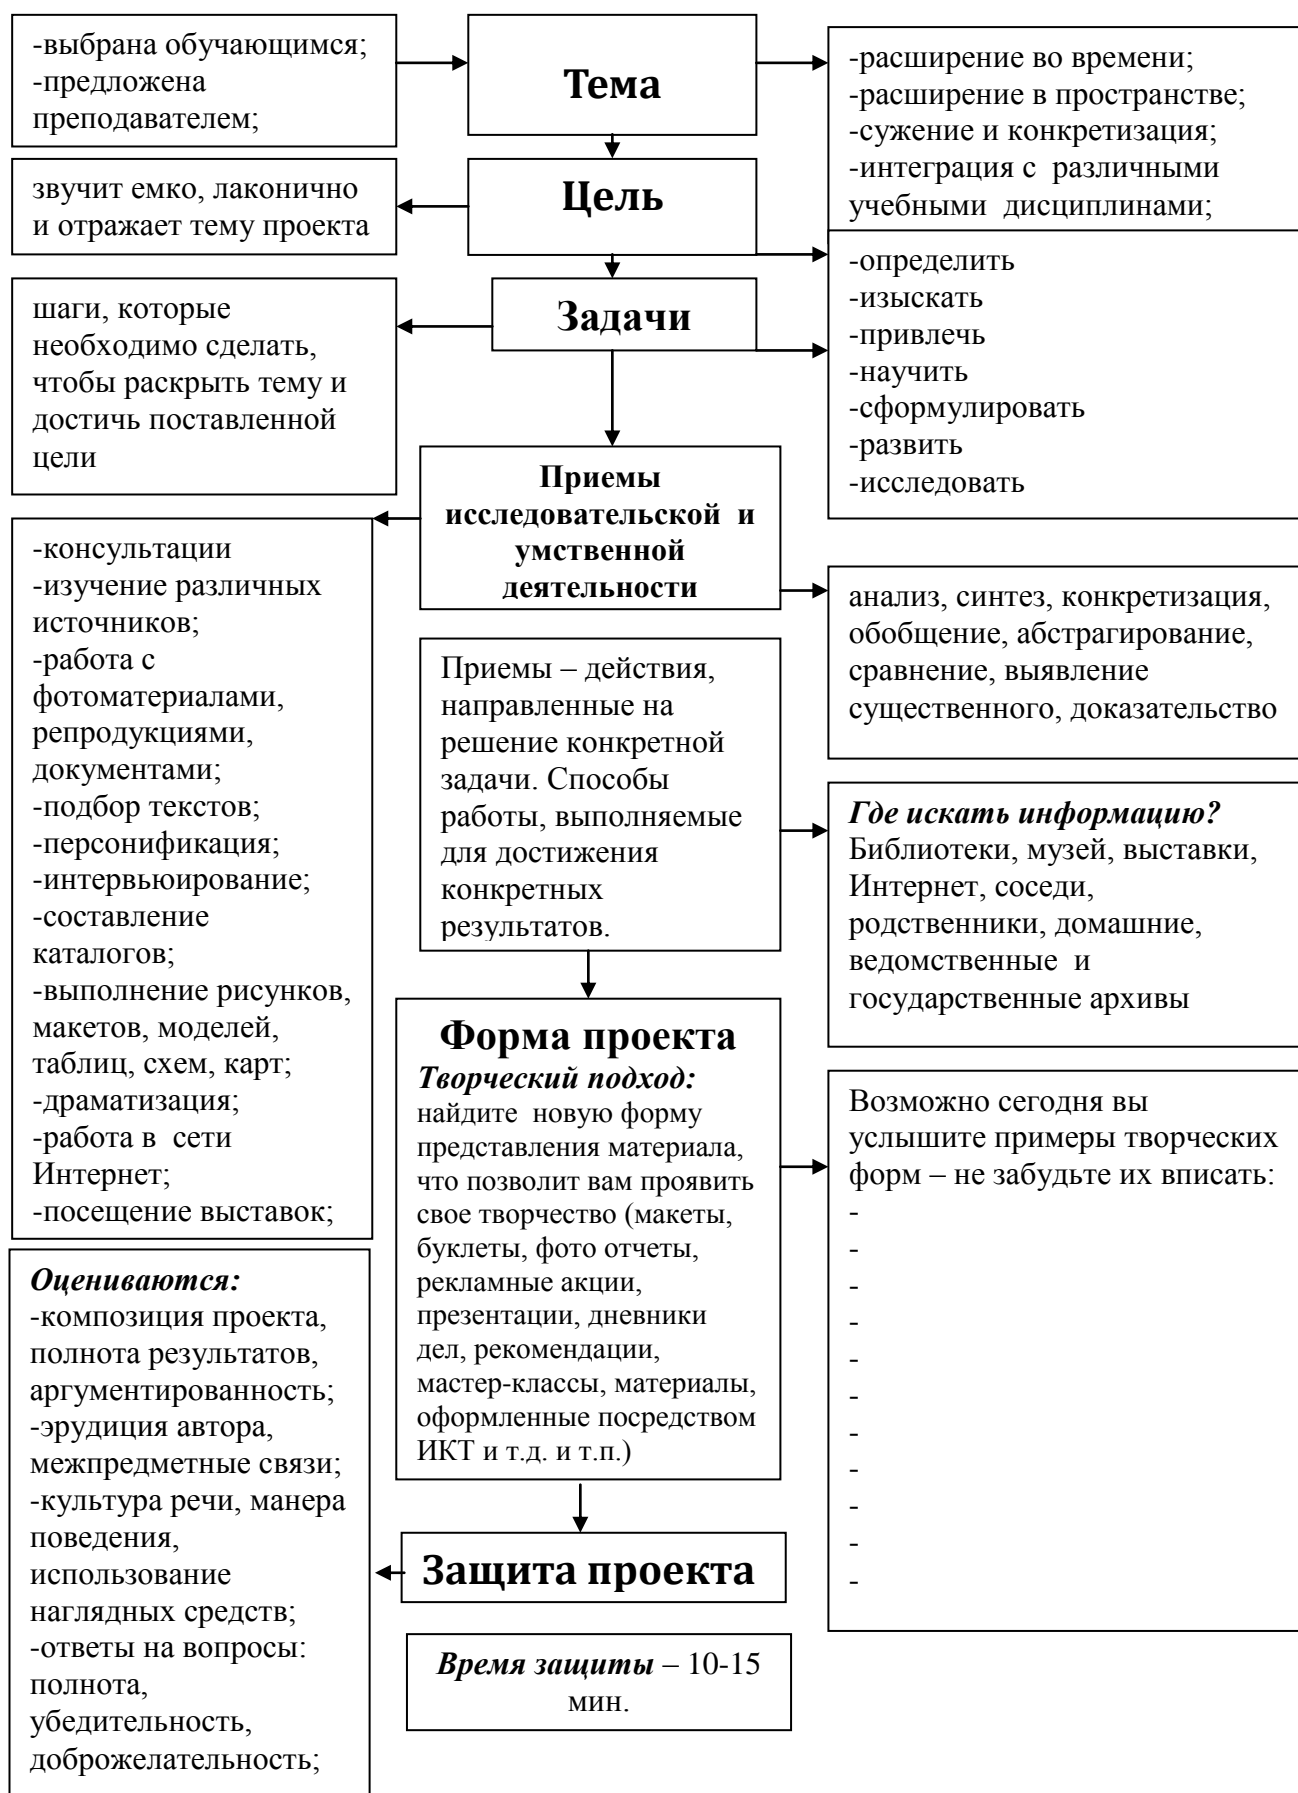 -выбрана обучающимся;
-предложена
преподавателем;
Тема
-расширение во времени;
-расширение в пространстве;
-сужение и конкретизация;
-интеграция с различными
учебными дисциплинами;
звучит емко, лаконично
и отражает тему проекта
Цель
-определить
-изыскать
-привлечь
-научить
-сформулировать
-развить
-исследовать
шаги, которые
необходимо сделать,
чтобы раскрыть тему и
достичь поставленной
цели
Задачи
Приемы
исследовательской и
умственной
деятельности
-консультации
-изучение различных
источников;
-работа с
фотоматериалами,
репродукциями,
документами;
-подбор текстов;
-персонификация;
-интервьюирование;
-составление
каталогов;
-выполнение рисунков,
макетов, моделей,
таблиц, схем, карт;
-драматизация;
-работа в сети
Интернет;
-посещение выставок;
анализ, синтез, конкретизация,
обобщение, абстрагирование,
сравнение, выявление
существенного, доказательство
Приемы – действия,
направленные на
решение конкретной
задачи. Способы
работы, выполняемые
для достижения
конкретных
результатов.
Где искать информацию?
Библиотеки, музей, выставки,
Интернет, соседи,
родственники, домашние,
ведомственные и
государственные архивы
Форма проекта
Творческий подход:
найдите новую форму
представления материала,
что позволит вам проявить
свое творчество (макеты,
буклеты, фото отчеты,
рекламные акции,
презентации, дневники
дел, рекомендации,
мастер-классы, материалы,
оформленные посредством
ИКТ и т.д. и т.п.)
Возможно сегодня вы
услышите примеры творческих
форм – не забудьте их вписать:
-
-
-
-
-
-
-
-
-
-
-
Оцениваются:
-композиция проекта,
полнота результатов,
аргументированность;
-эрудиция автора,
межпредметные связи;
-культура речи, манера
поведения,
использование
наглядных средств;
-ответы на вопросы:
полнота,
убедительность,
доброжелательность;
Защита проекта
Время защиты – 10-15
мин.